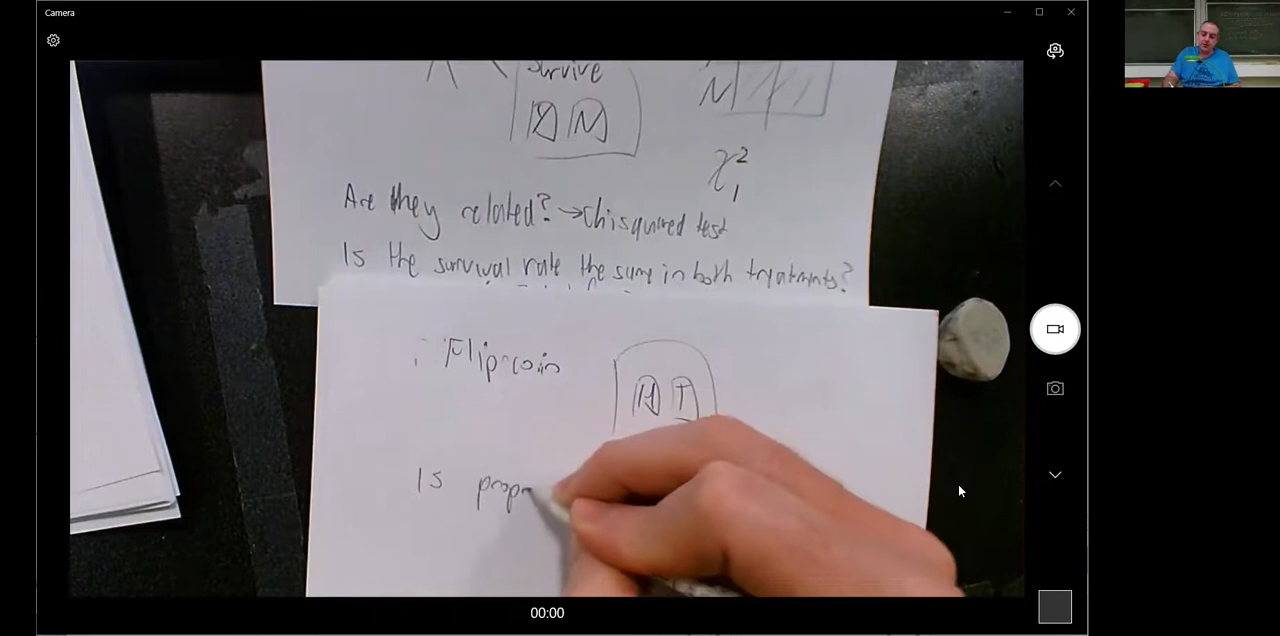 Camera
survive
Y N
N
χ²₁
Are they related? → Chisquared test
Is the survival rate the same in both treatments?
Flip coin
H T
Is prop
00:00